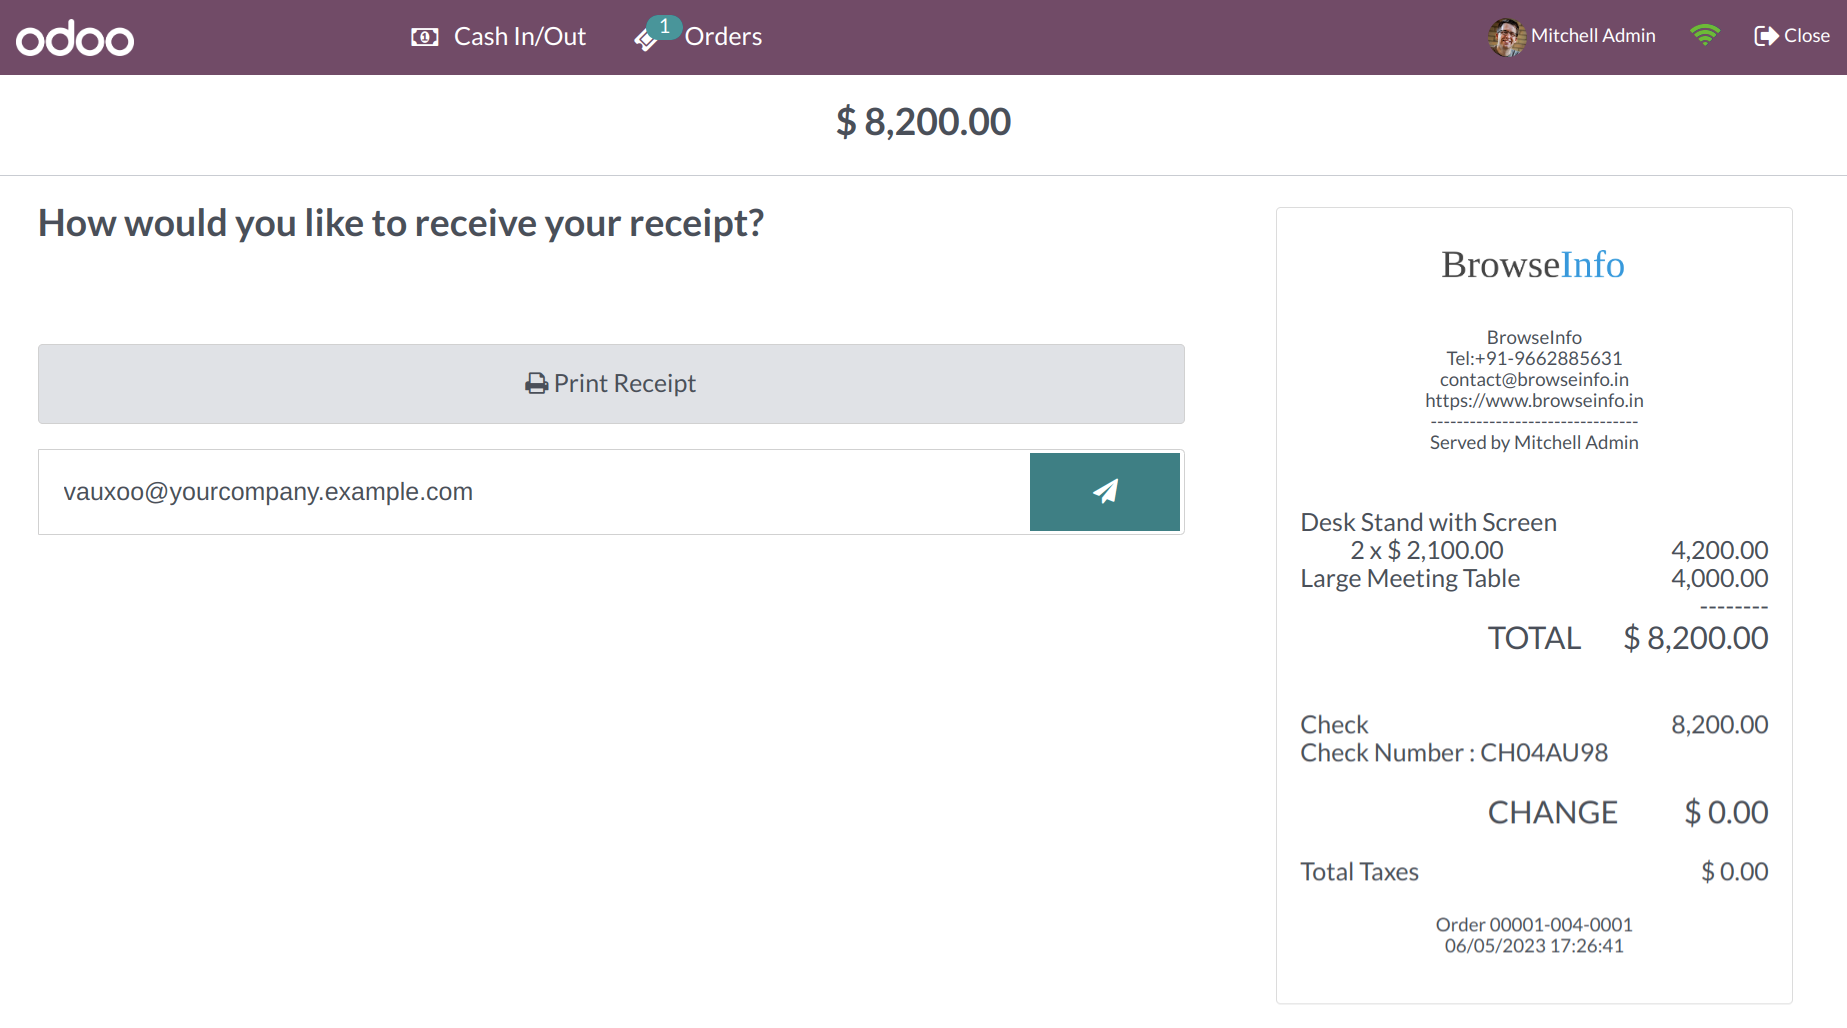 odoo
Cash In/Out
1
Orders
Mitchell Admin
Close
$ 8,200.00
How would you like to receive your receipt?
Print Receipt
vauxoo@yourcompany.example.com
BrowseInfo
BrowseInfo
Tel:+91-9662885631
contact@browseinfo.in
https://www.browseinfo.in
--------------------------------
Served by Mitchell Admin
Desk Stand with Screen
2 x $ 2,100.00 4,200.00
Large Meeting Table 4,000.00
--------
TOTAL $ 8,200.00
Check 8,200.00
Check Number : CH04AU98
CHANGE $ 0.00
Total Taxes $ 0.00
Order 00001-004-0001
06/05/2023 17:26:41